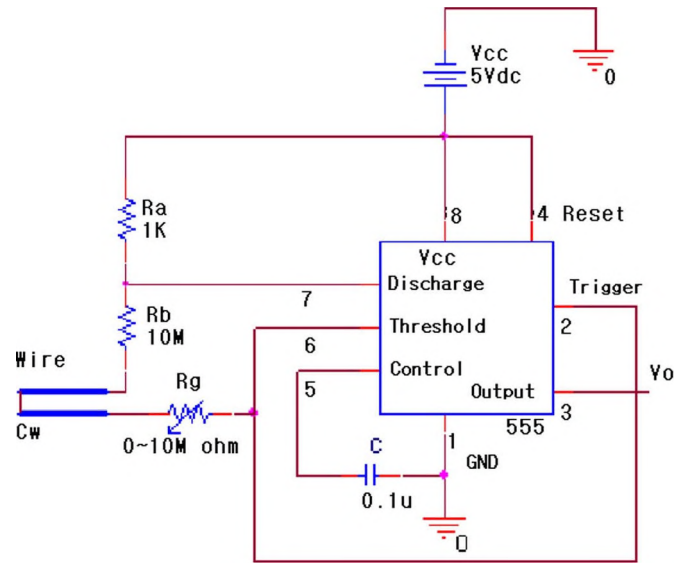 Vcc
5Vdc
0
Ra
1K
8
4 Reset
Vcc
Discharge
7
Trigger
2
Rb
10M
Threshold
6
Wire
Rg
Control
5
Output
Vo
3
Cw
0~10M ohm
C
1
555
GND
0.1u
0